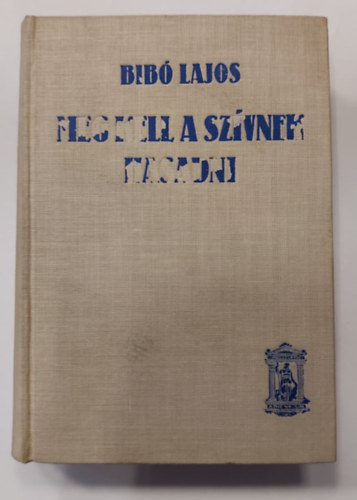 BIBÓ LAJOS
MEG KELL A SZÍVNEK
HASADNI